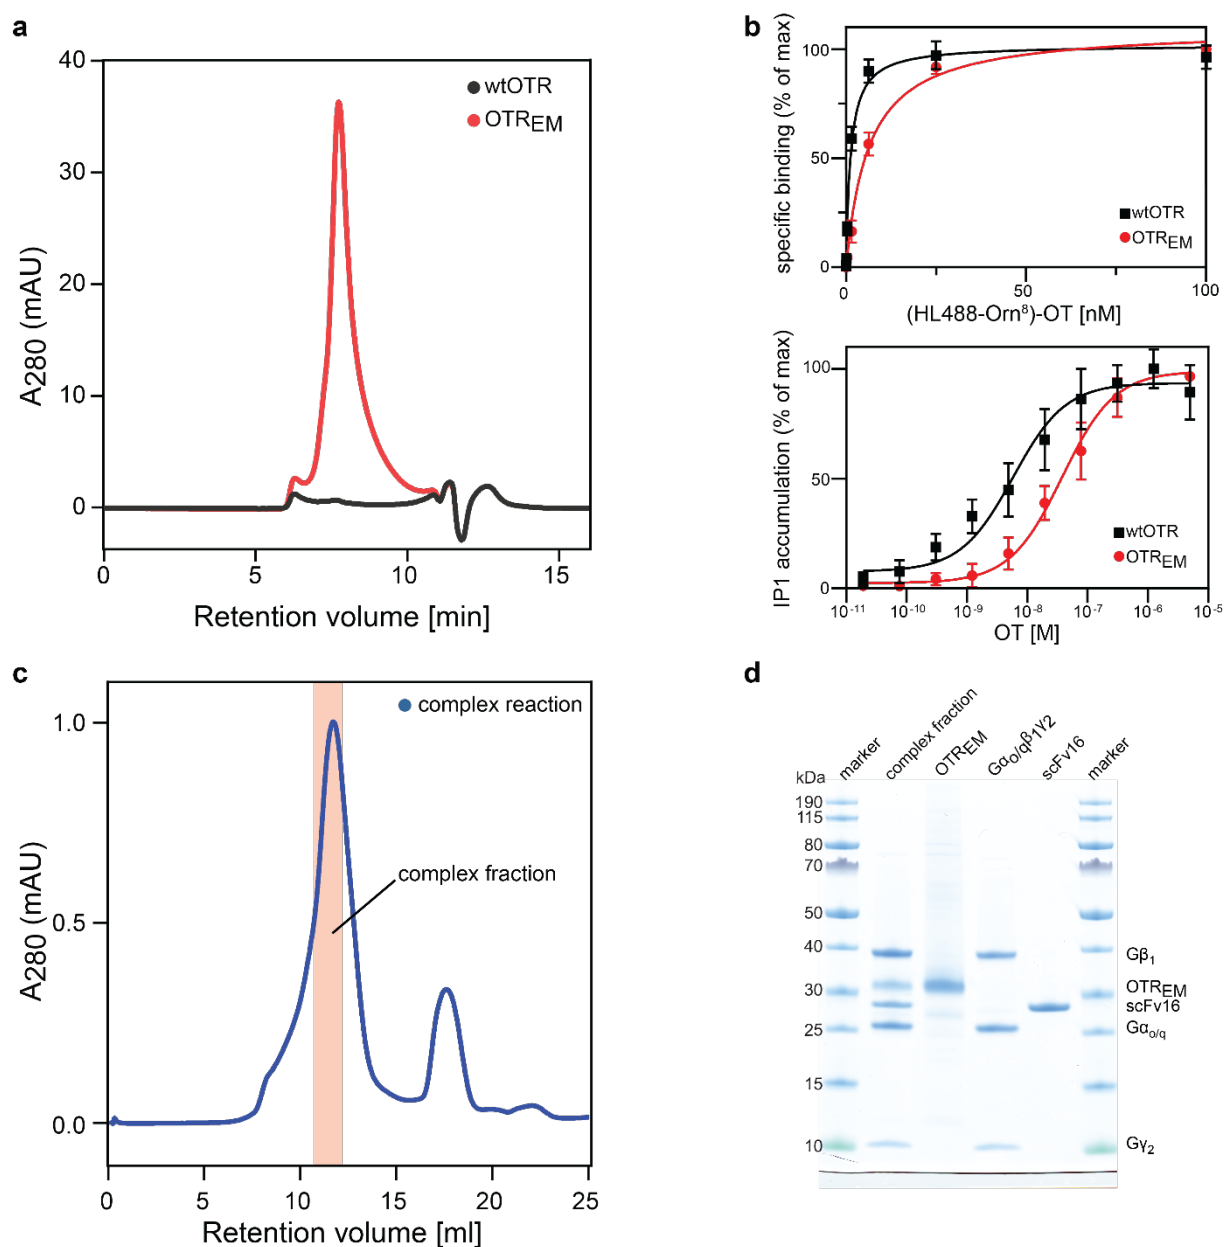 a
40
30
20
10
0
A280 (mAU)
wtOTR
OTREM
0
5
10
15
Retention volume [min]
b
100
50
0
specific binding (% of max)
wtOTR
OTREM
0
50
100
(HL488-Orn⁸)-OT [nM]
100
50
0
IP1 accumulation (% of max)
wtOTR
OTREM
10⁻¹¹
10⁻¹⁰
10⁻⁹
10⁻⁸
10⁻⁷
10⁻⁶
10⁻⁵
OT [M]
c
1.0
0.5
0.0
A280 (mAU)
complex reaction
complex fraction
0
5
10
15
20
25
Retention volume [ml]
d
marker
complex fraction
OTREM
Gαo/qβ1γ2
scFv16
marker
kDa
190
115
80
70
50
40
30
25
15
10
Gβ₁
OTREM
scFv16
Gαo/q
Gγ₂